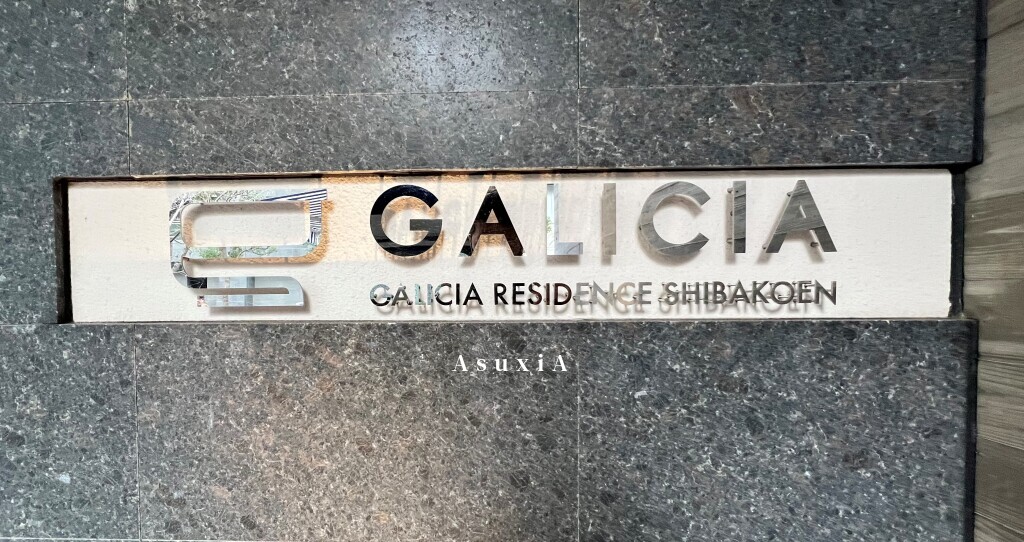 GALICIA
GALICIA RESIDENCE SHIBAKOEN
AsuxiA